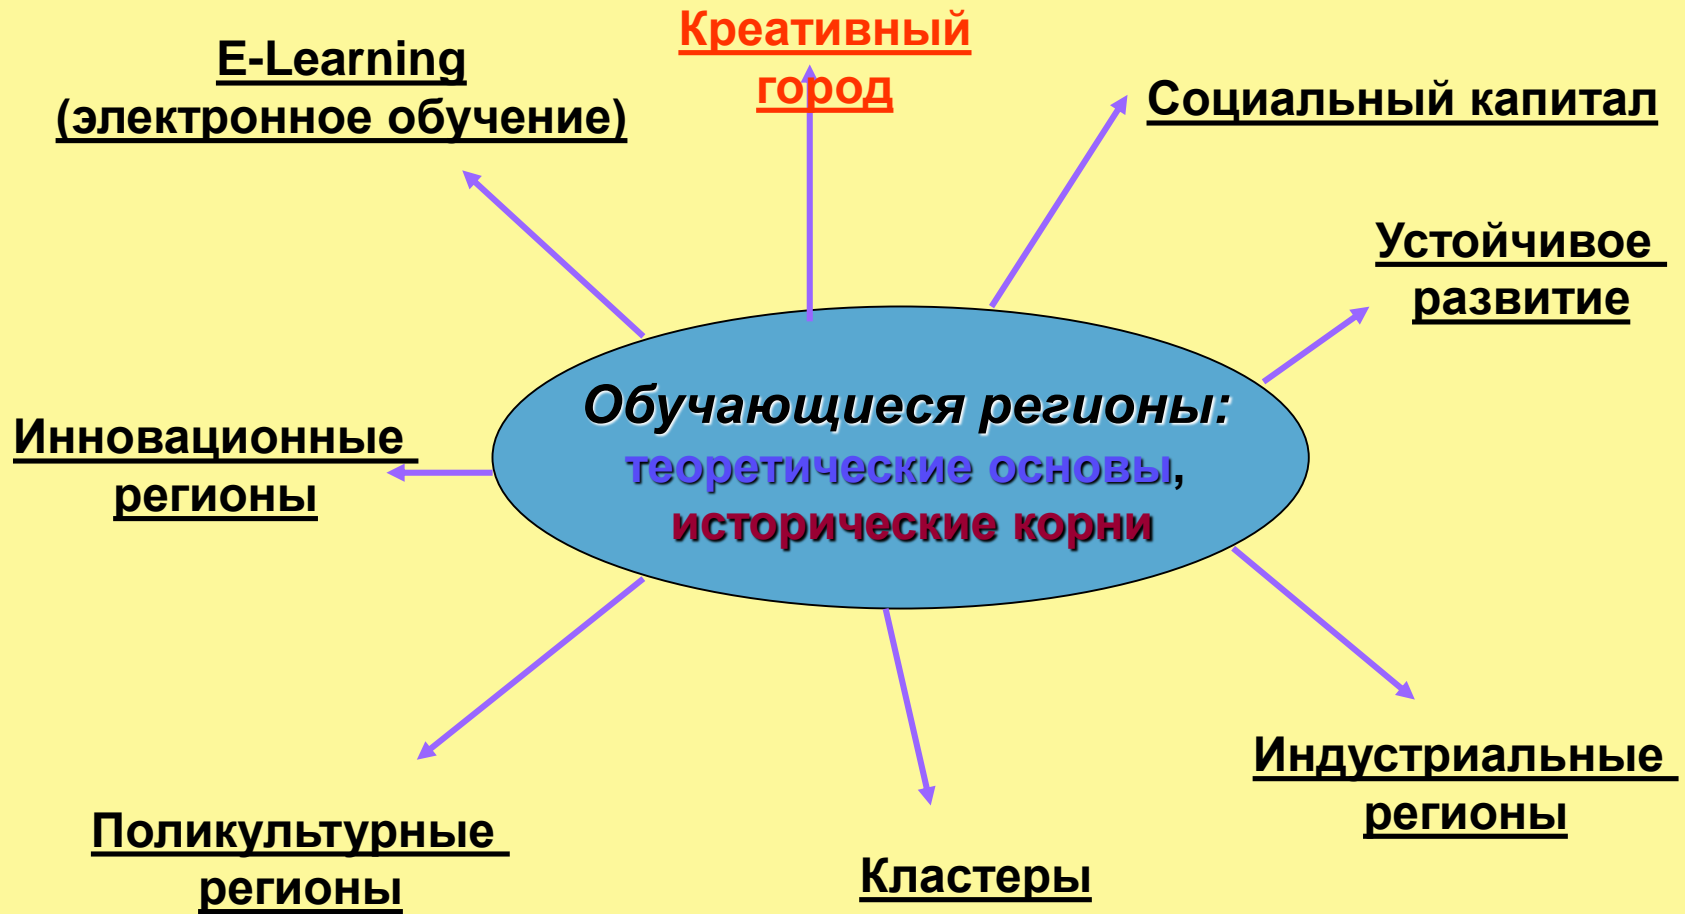 Креативный
город
E-Learning
(электронное обучение)
Социальный капитал
Устойчивое
развитие
Обучающиеся регионы:
теоретические основы,
исторические корни
Инновационные
регионы
Индустриальные
регионы
Поликультурные
регионы
Кластеры